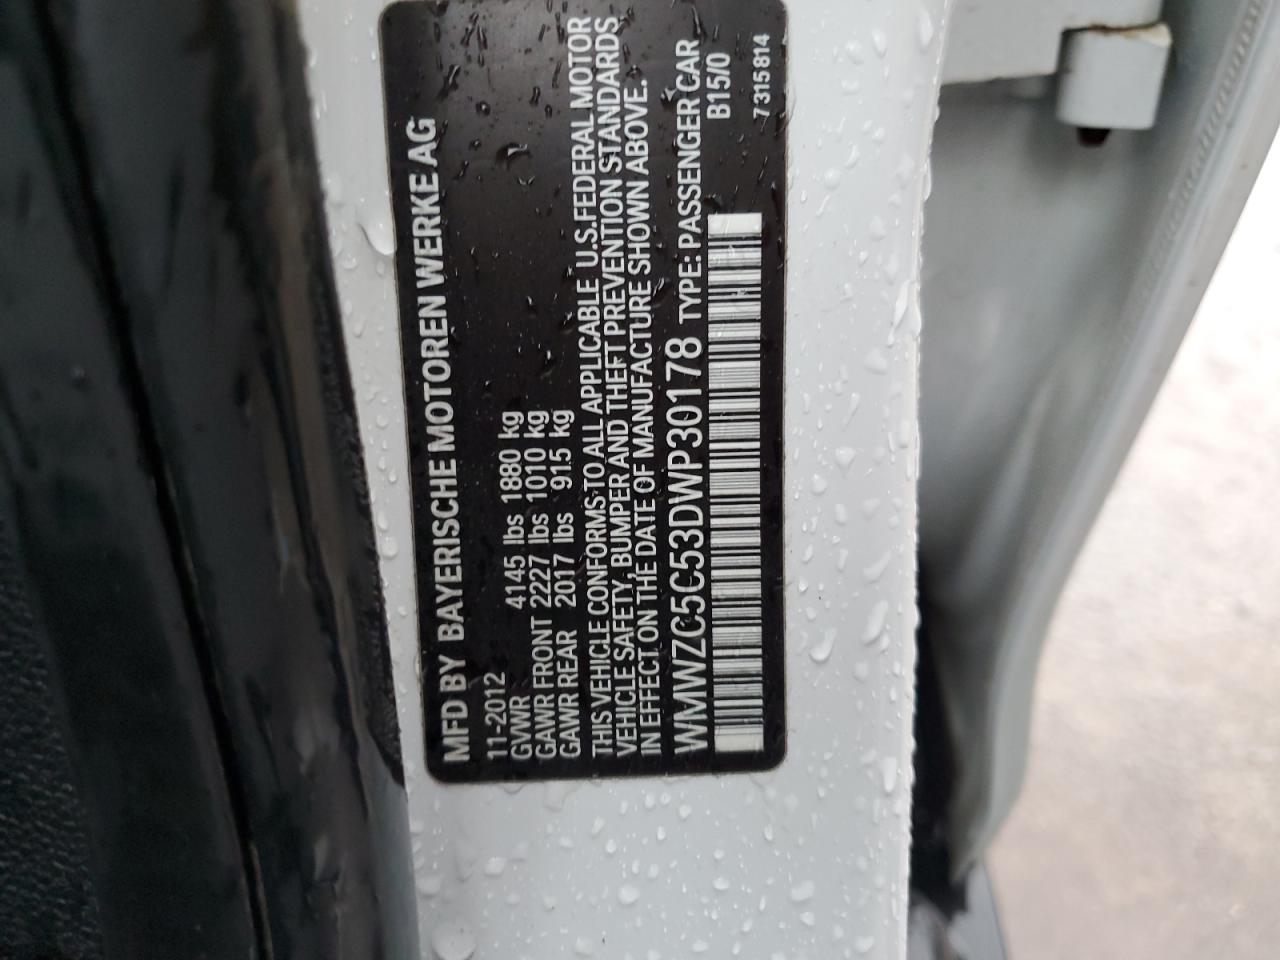 MFD BY BAYERISCHE MOTOREN WERKE AG
11-2012
GVWR 4145 lbs 1880 kg
GAWR FRONT 2227 lbs 1010 kg
GAWR REAR 2017 lbs 915 kg
THIS VEHICLE CONFORMS TO ALL APPLICABLE U.S.FEDERAL MOTOR
VEHICLE SAFETY, BUMPER AND THEFT PREVENTION STANDARDS
IN EFFECT ON THE DATE OF MANUFACTURE SHOWN ABOVE.
WMWZC5C53DWP30178 TYPE: PASSENGER CAR
B15/0
7315814